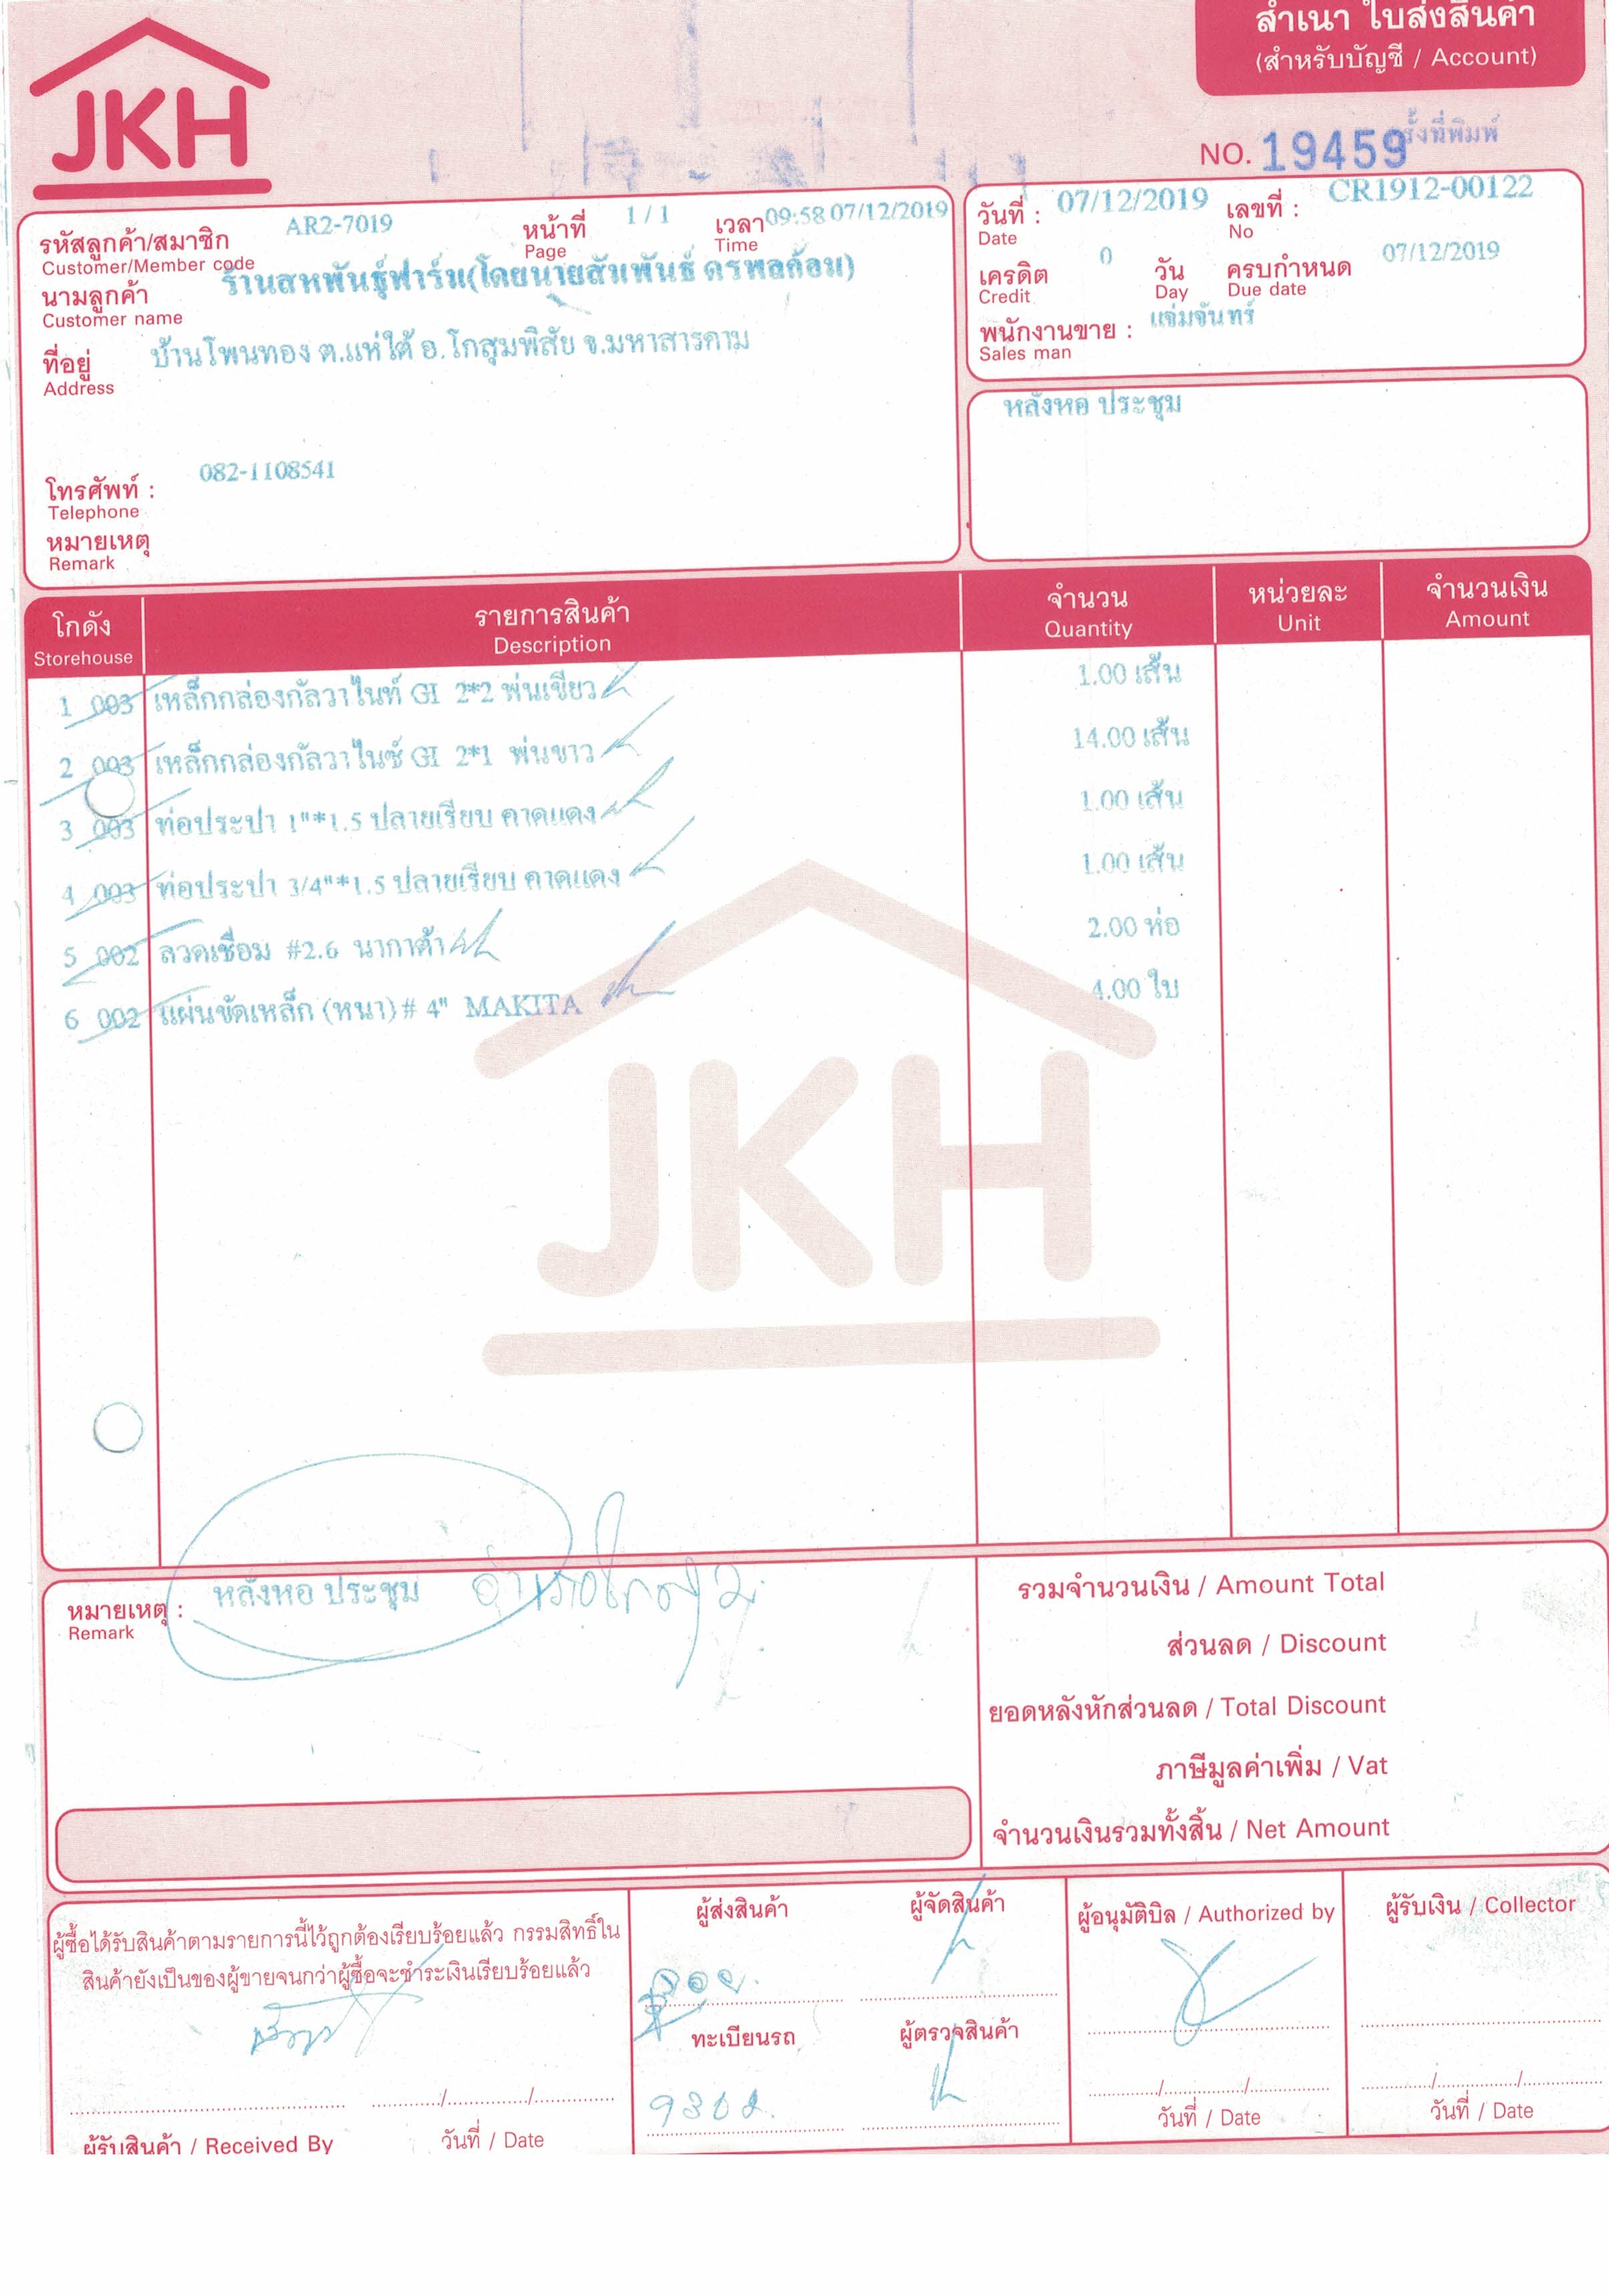 JKH
สำเนา ใบส่งสินค้า
(สำหรับบัญชี / Account)
NO. 19459
ครั้งที่พิมพ์
รหัสลูกค้า/สมาชิก AR2-7019 หน้าที่ 1 / 1 เวลา 09:58 07/12/2019
Customer/Member code Page Time
นามลูกค้า ร้านสหพันธุ์ฟาร์ม(โดยนายสัมพันธ์ ดรพลก้อม)
Customer name
ที่อยู่ บ้านโพนทอง ต.แห่ใต้ อ.โกสุมพิสัย จ.มหาสารคาม
Address
โทรศัพท์ : 082-1108541
Telephone
หมายเหตุ
Remark
วันที่ : 07/12/2019 เลขที่ : CR1912-00122
Date No
เครดิต 0 วัน ครบกำหนด 07/12/2019
Credit Day Due date
พนักงานขาย : แจ่มจันทร์
Sales man
หลังหอ ประชุม
โกดัง รายการสินค้า จำนวน หน่วยละ จำนวนเงิน
Storehouse Description Quantity Unit Amount
1 003 เหล็กกล่องกัลวาไนท์ GI 2*2 พ่นเขียว 1.00 เส้น
2 003 เหล็กกล่องกัลวาไนซ์ GI 2*1 พ่นขาว 14.00 เส้น
3 003 ท่อประปา 1"*1.5 ปลายเรียบ คาดแดง 1.00 เส้น
4 003 ท่อประปา 3/4"*1.5 ปลายเรียบ คาดแดง 1.00 เส้น
5 002 ลวดเชื่อม #2.6 นากาต้า 2.00 ห่อ
6 002 แผ่นขัดเหล็ก (หนา) # 4" MAKITA 4.00 ใบ
JKH
หมายเหตุ : หลังหอ ประชุม
Remark
รวมจำนวนเงิน / Amount Total
ส่วนลด / Discount
ยอดหลังหักส่วนลด / Total Discount
ภาษีมูลค่าเพิ่ม / Vat
จำนวนเงินรวมทั้งสิ้น / Net Amount
ผู้ซื้อได้รับสินค้าตามรายการนี้ไว้ถูกต้องเรียบร้อยแล้ว กรรมสิทธิ์ใน
สินค้ายังเป็นของผู้ขายจนกว่าผู้ซื้อจะชำระเงินเรียบร้อยแล้ว
ผู้รับสินค้า / Received By วันที่ / Date
ผู้ส่งสินค้า ผู้จัดสินค้า
ทะเบียนรถ ผู้ตรวจสินค้า
ผู้อนุมัติบิล / Authorized by
วันที่ / Date
ผู้รับเงิน / Collector
วันที่ / Date